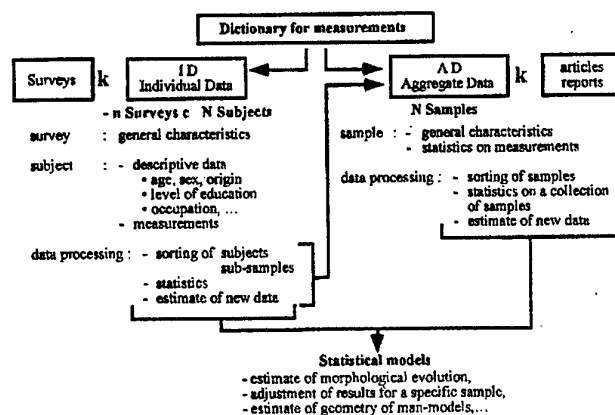 Dictionary for measurements
Surveys
k
I D
Individual Data
A D
Aggregate Data
k
articles
reports
- n Surveys c N Subjects
survey : general characteristics
subject : - descriptive data
• age, sex, origin
• level of education
• occupation, ...
- measurements
data processing : - sorting of subjects
sub-samples
- statistics
- estimate of new data
N Samples
sample : - general characteristics
- statistics on measurements
data processing : - sorting of samples
- statistics on a collection
of samples
- estimate of new data
Statistical models
- estimate of morphological evolution,
- adjustment of results for a specific sample,
- estimate of geometry of man-models,...